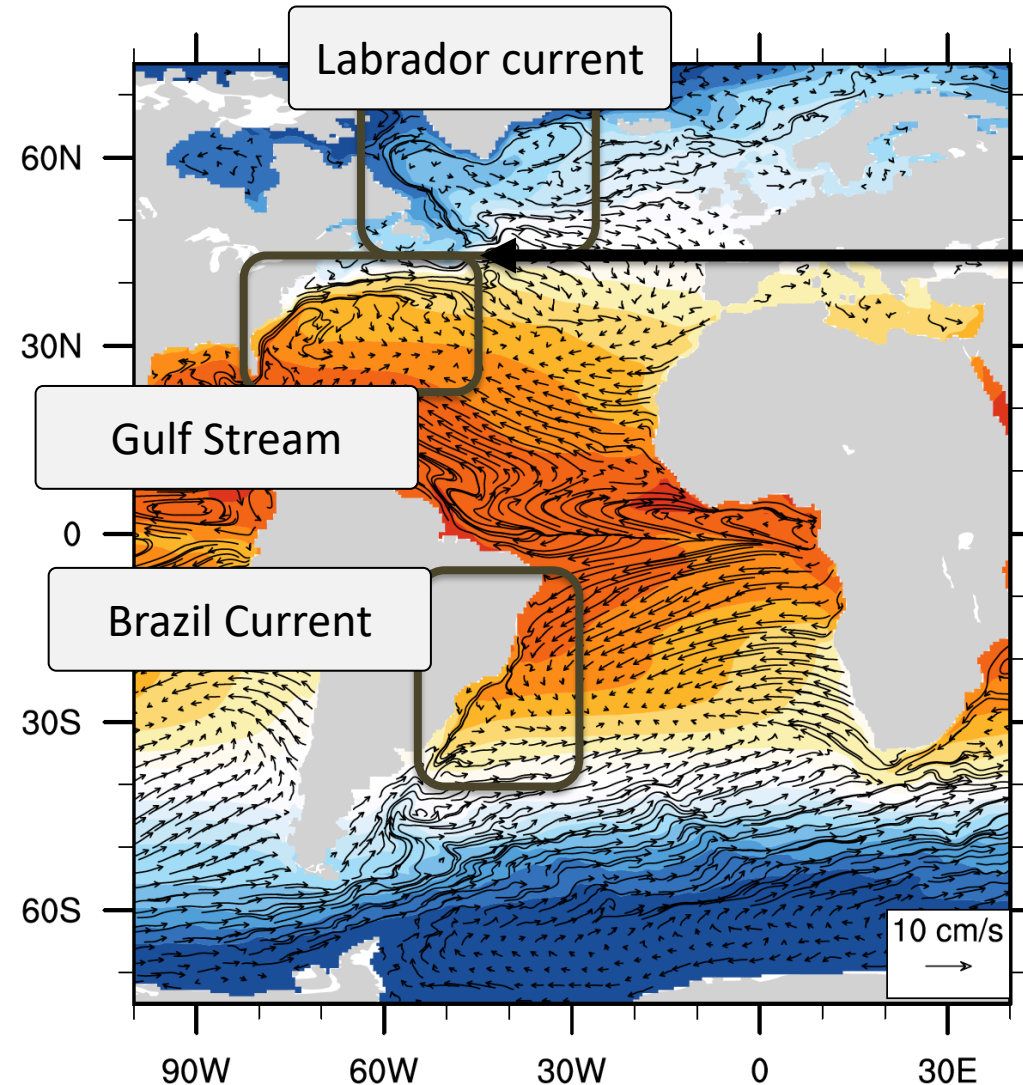 Labrador current
60N
30N
Gulf Stream
0
Brazil Current
30S
60S
10 cm/s
90W
60W
30W
0
30E